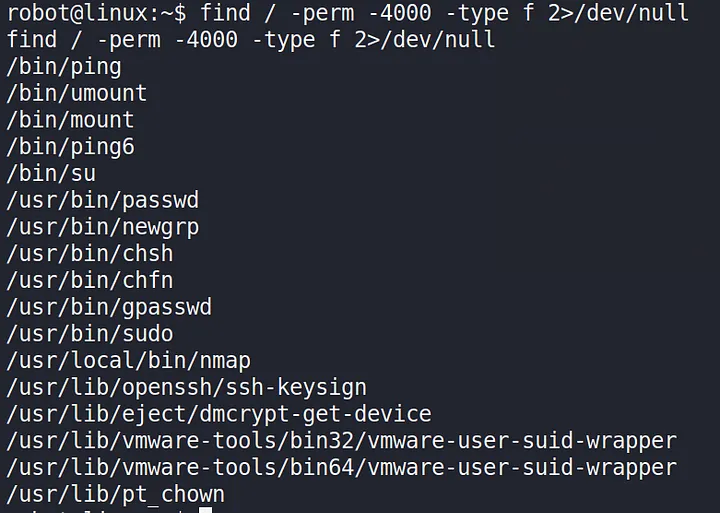 robot@linux:~$ find / -perm -4000 -type f 2>/dev/null
find / -perm -4000 -type f 2>/dev/null
/bin/ping
/bin/umount
/bin/mount
/bin/ping6
/bin/su
/usr/bin/passwd
/usr/bin/newgrp
/usr/bin/chsh
/usr/bin/chfn
/usr/bin/gpasswd
/usr/bin/sudo
/usr/local/bin/nmap
/usr/lib/openssh/ssh-keysign
/usr/lib/eject/dmcrypt-get-device
/usr/lib/vmware-tools/bin32/vmware-user-suid-wrapper
/usr/lib/vmware-tools/bin64/vmware-user-suid-wrapper
/usr/lib/pt_chown